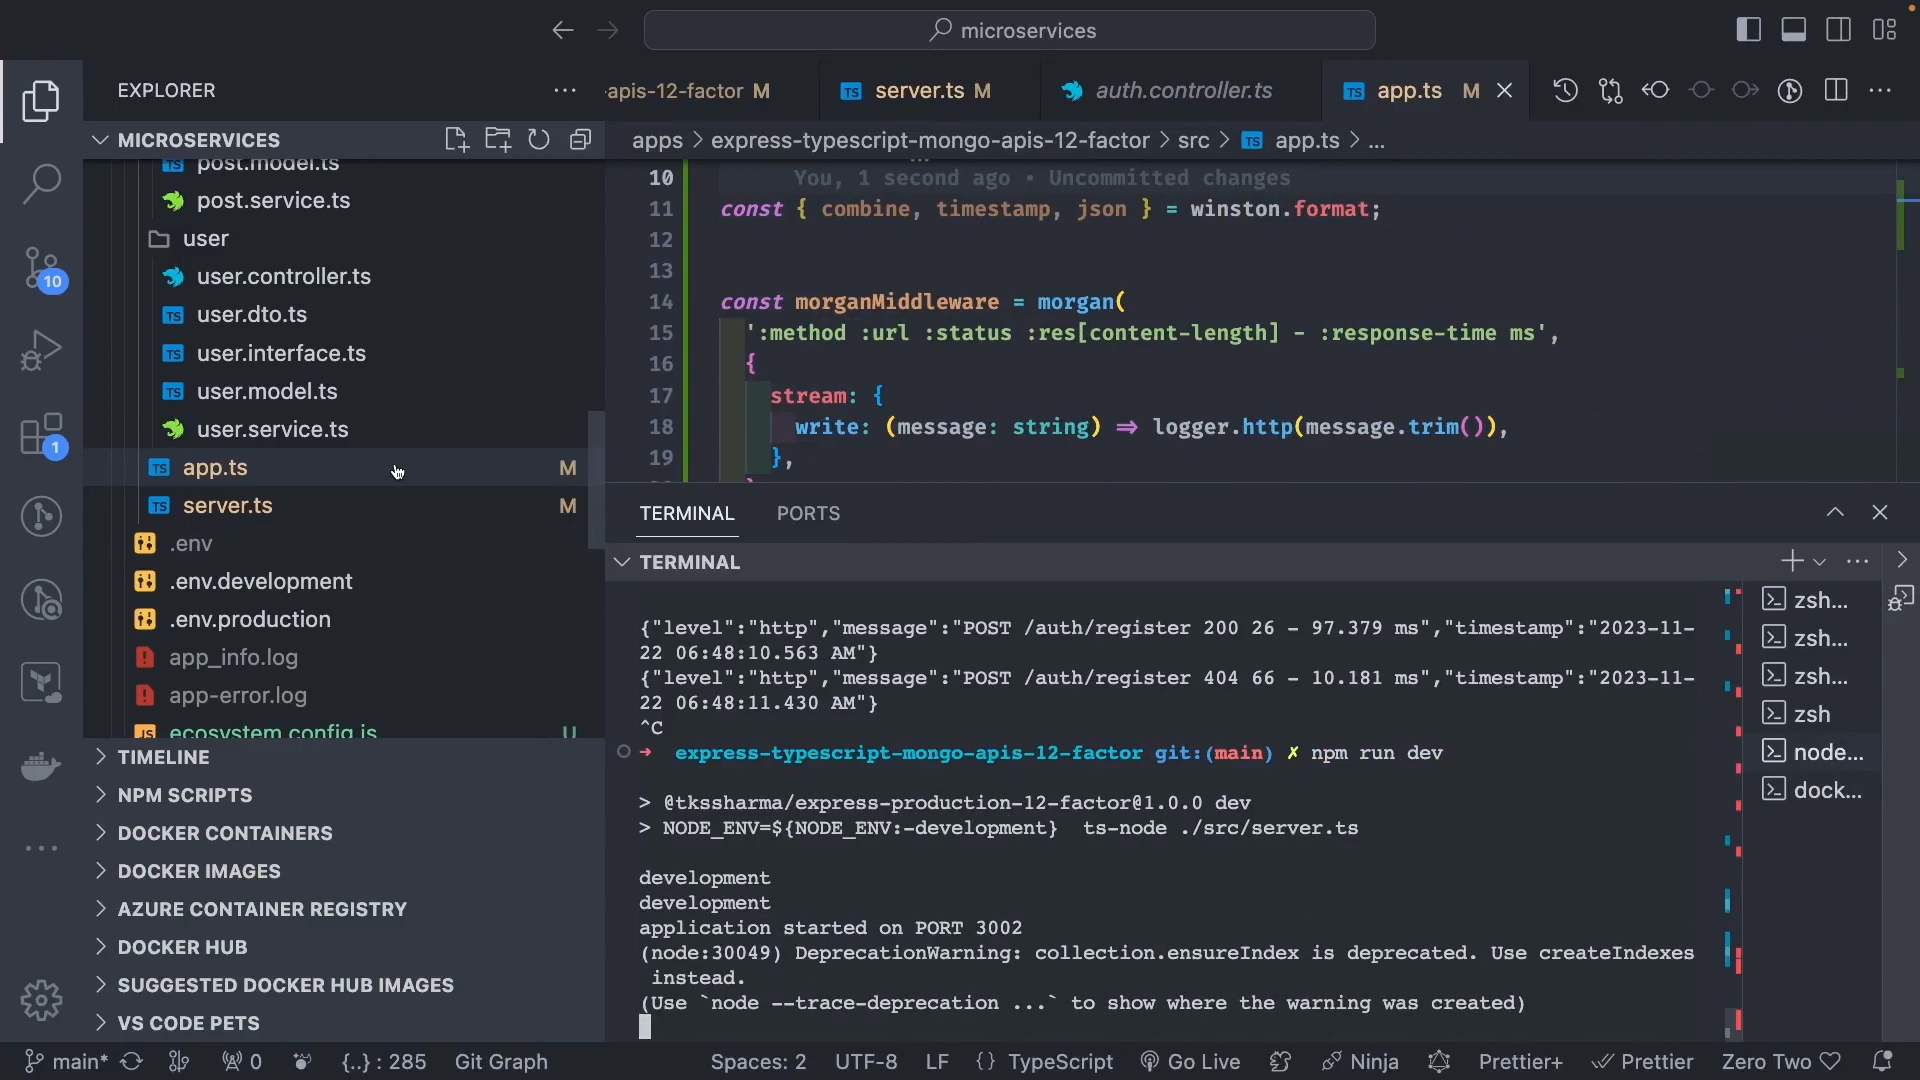 microservices
EXPLORER
-apis-12-factor M
TS server.ts M
auth.controller.ts
TS app.ts M
MICROSERVICES
apps > express-typescript-mongo-apis-12-factor > src > TS app.ts > ...
TS post.model.ts
post.service.ts
user
user.controller.ts
TS user.dto.ts
TS user.interface.ts
TS user.model.ts
user.service.ts
TS app.ts M
TS server.ts M
.env
.env.development
.env.production
app_info.log
app-error.log
JS ecosystem.config.js U
10
1
TIMELINE
NPM SCRIPTS
DOCKER CONTAINERS
DOCKER IMAGES
AZURE CONTAINER REGISTRY
DOCKER HUB
SUGGESTED DOCKER HUB IMAGES
VS CODE PETS
10 You, 1 second ago • Uncommitted changes
11 const { combine, timestamp, json } = winston.format;
12
13
14 const morganMiddleware = morgan(
15 ':method :url :status :res[content-length] - :response-time ms',
16 {
17 stream: {
18 write: (message: string) ⇒ logger.http(message.trim()),
19 },
TERMINAL PORTS
TERMINAL
{"level":"http","message":"POST /auth/register 200 26 - 97.379 ms","timestamp":"2023-11-
22 06:48:10.563 AM"}
{"level":"http","message":"POST /auth/register 404 66 - 10.181 ms","timestamp":"2023-11-
22 06:48:11.430 AM"}
^C
➜ express-typescript-mongo-apis-12-factor git:(main) ✗ npm run dev
> @tkssharma/express-production-12-factor@1.0.0 dev
> NODE_ENV=${NODE_ENV:-development} ts-node ./src/server.ts
development
development
application started on PORT 3002
(node:30049) DeprecationWarning: collection.ensureIndex is deprecated. Use createIndexes
instead.
(Use `node --trace-deprecation ...` to show where the warning was created)
zsh...
zsh...
zsh...
zsh
node...
dock...
main* 0 {..} : 285 Git Graph Spaces: 2 UTF-8 LF {} TypeScript Go Live Ninja Prettier+ Prettier Zero Two ♡